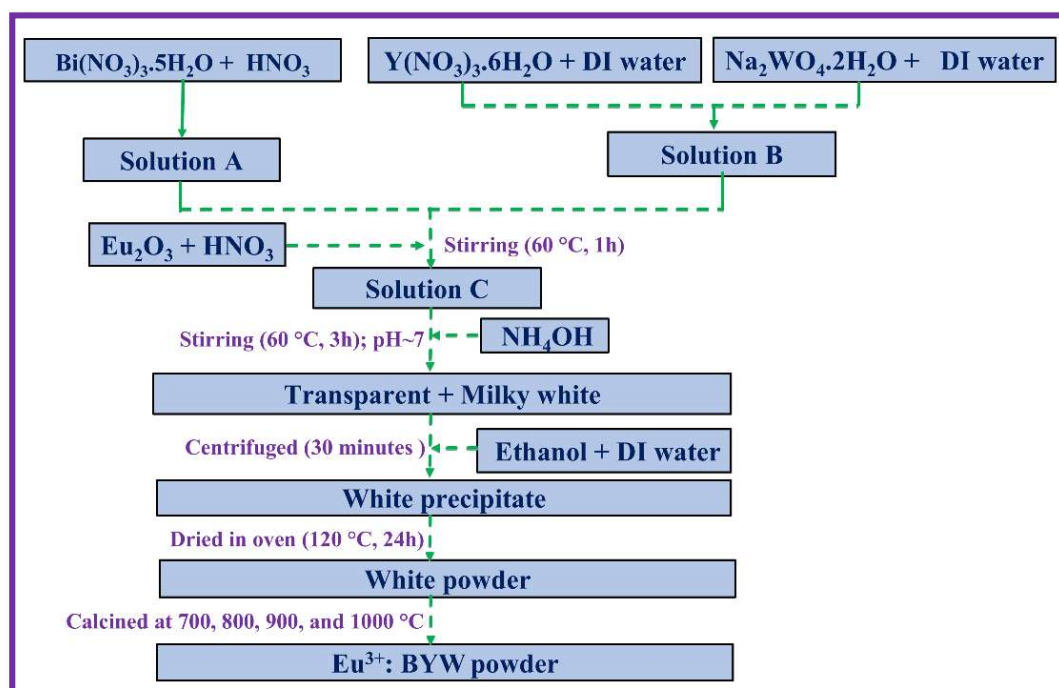 Bi(NO₃)₃.5H₂O + HNO₃
Y(NO₃)₃.6H₂O + DI water
Na₂WO₄.2H₂O + DI water
Solution A
Solution B
Eu₂O₃ + HNO₃
Stirring (60 °C, 1h)
Solution C
Stirring (60 °C, 3h); pH~7
NH₄OH
Transparent + Milky white
Centrifuged (30 minutes )
Ethanol + DI water
White precipitate
Dried in oven (120 °C, 24h)
White powder
Calcined at 700, 800, 900, and 1000 °C
Eu³⁺: BYW powder